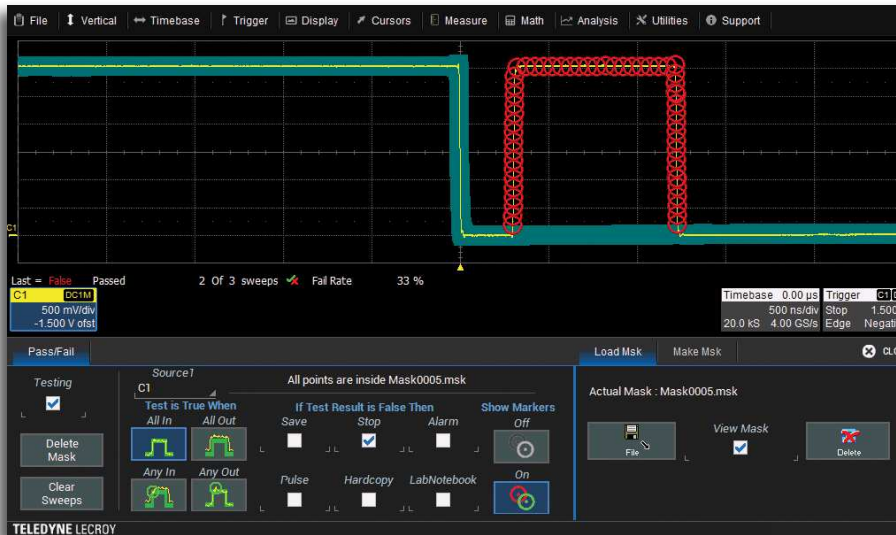 File Vertical Timebase Trigger Display Cursors Measure Math Analysis Utilities Support
C1
Last = False Passed 2 Of 3 sweeps Fail Rate 33 %
C1 DC1M
500 mV/div
-1.500 V ofst
Timebase 0.00 µs Trigger C1
500 ns/div Stop 1.500
20.0 kS 4.00 GS/s Edge Negati
Pass/Fail
Load Msk Make Msk CLO
Testing
Source1
C1
All points are inside Mask0005.msk
Actual Mask : Mask0005.msk
Test is True When
If Test Result is False Then
Show Markers
All In All Out
Save Stop Alarm
Off
View Mask
File
Delete
Delete Mask
Any In Any Out
Pulse Hardcopy LabNotebook
On
Clear Sweeps
TELEDYNE LECROY